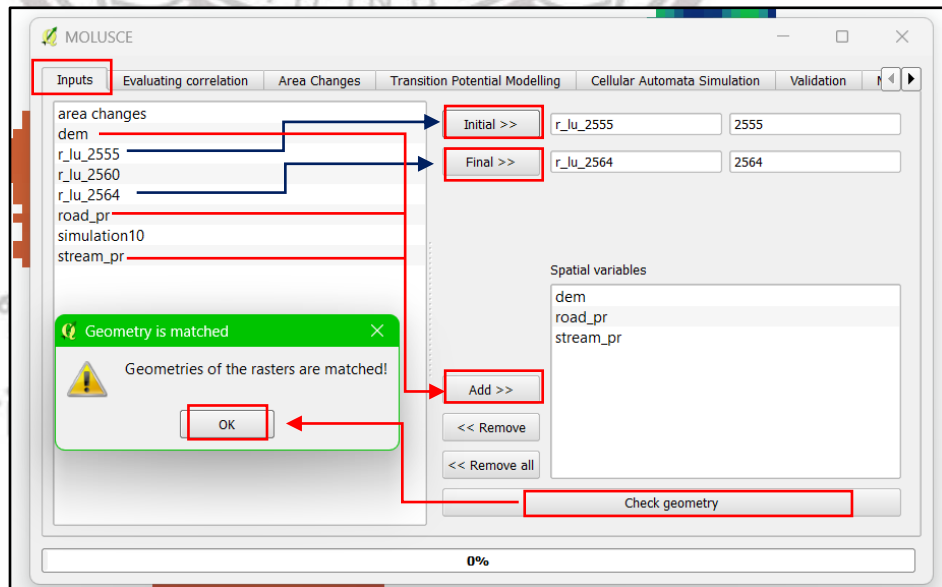 MOLUSCE
Inputs Evaluating correlation Area Changes Transition Potential Modelling Cellular Automata Simulation Validation
area changes
dem
r_lu_2555
r_lu_2560
r_lu_2564
road_pr
simulation10
stream_pr
Initial >> r_lu_2555 2555
Final >> r_lu_2564 2564
Spatial variables
dem
road_pr
stream_pr
Geometry is matched
Geometries of the rasters are matched!
OK
Add >>
<< Remove
<< Remove all
Check geometry
0%